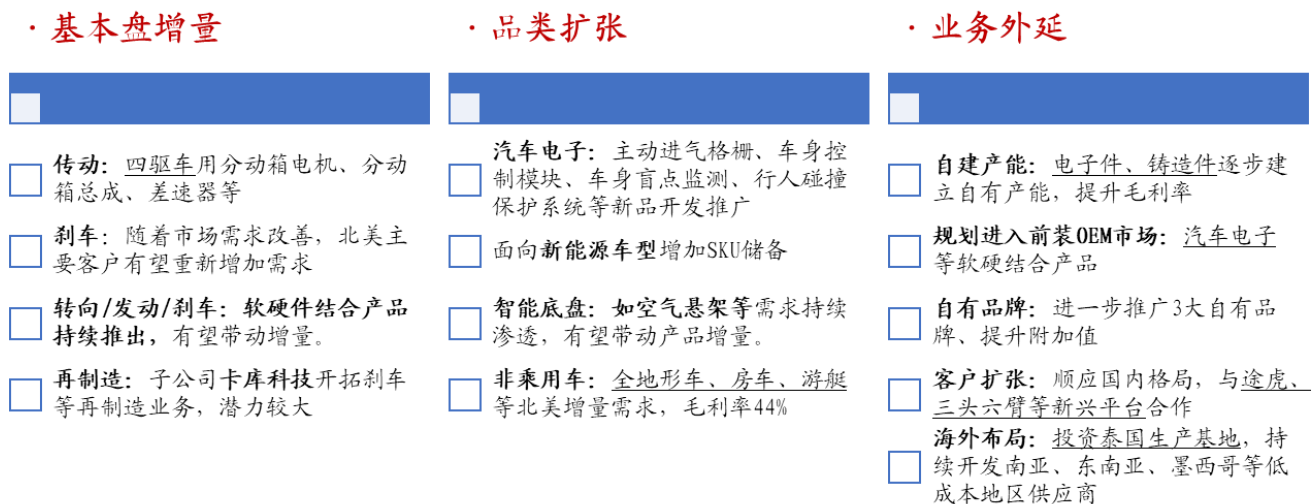 · 基本盘增量
传动：四驱车用分动箱电机、分动
箱总成、差速器等
刹车：随着市场需求改善，北美主
要客户有望重新增加需求
转向/发动/刹车：软硬件结合产品
持续推出，有望带动增量。
再制造：子公司卡库科技开拓刹车
等再制造业务，潜力较大
· 品类扩张
汽车电子：主动进气格栅、车身控
制模块、车身盲点监测、行人碰撞
保护系统等新品开发推广
面向新能源车型增加SKU储备
智能底盘：如空气悬架等需求持续
渗透，有望带动产品增量。
非乘用车：全地形车、房车、游艇
等北美增量需求，毛利率44%
· 业务外延
自建产能：电子件、铸造件逐步建
立自有产能，提升毛利率
规划进入前装OEM市场：汽车电子
等软硬结合产品
自有品牌：进一步推广3大自有品
牌、提升附加值
客户扩张：顺应国内格局，与途虎、
三头六臂等新兴平台合作
海外布局：投资泰国生产基地，持
续开发南亚、东南亚、墨西哥等低
成本地区供应商